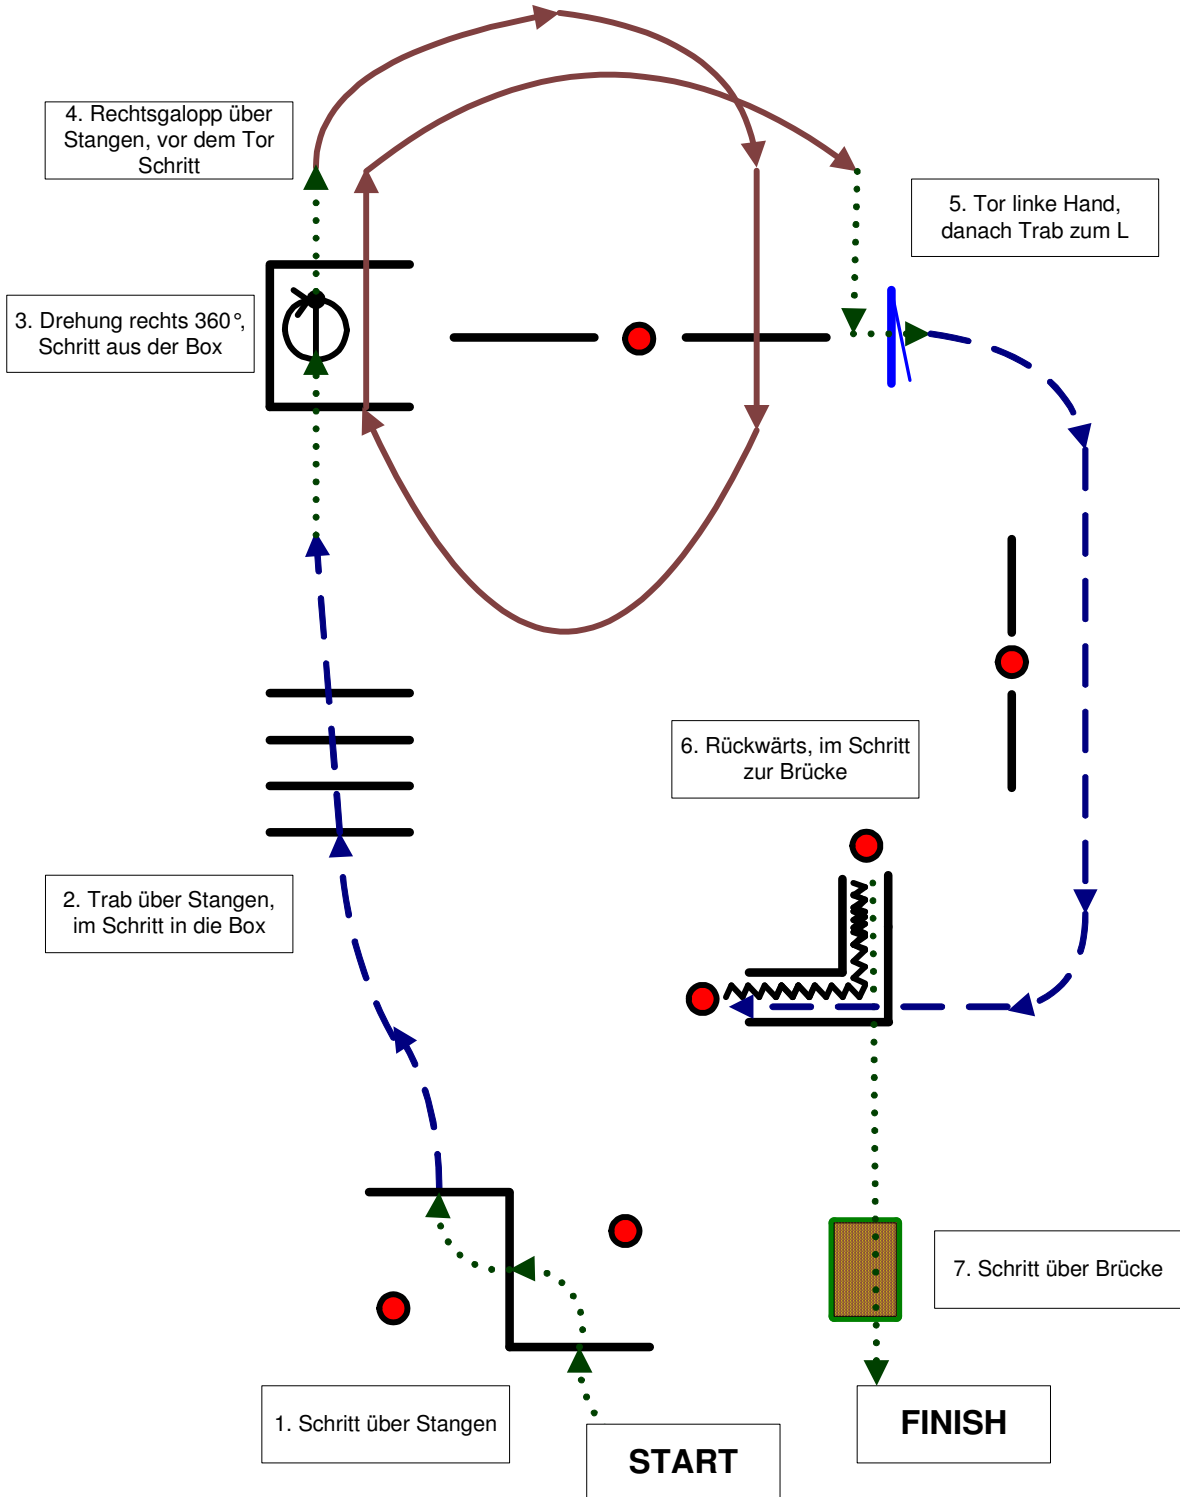 4. Rechtsgalopp über
Stangen, vor dem Tor
Schritt
5. Tor linke Hand,
danach Trab zum L
3. Drehung rechts 360°,
Schritt aus der Box
6. Rückwärts, im Schritt
zur Brücke
2. Trab über Stangen,
im Schritt in die Box
7. Schritt über Brücke
1. Schritt über Stangen
FINISH
START